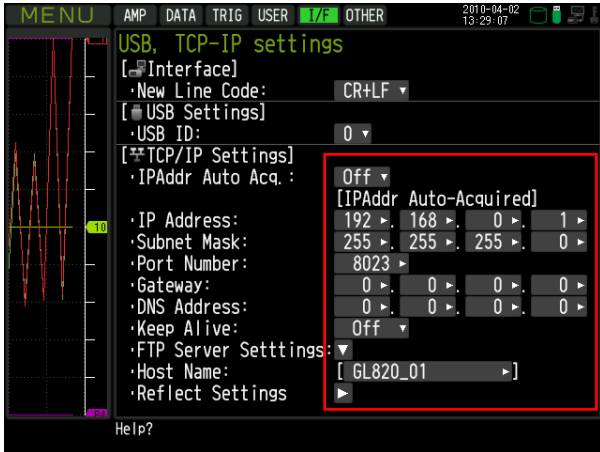 MENU AMP DATA TRIG USER I/F OTHER 2010-04-02
13:29:07
USB, TCP-IP settings
[Interface]
・New Line Code: CR+LF
[USB Settings]
・USB ID: 0
[TCP/IP Settings]
・IPAddr Auto Acq.: Off
[IPAddr Auto-Acquired]
・IP Address: 192 . 168 . 0 . 1
・Subnet Mask: 255 . 255 . 255 . 0
10
・Port Number: 8023
・Gateway: 0 . 0 . 0 . 0
・DNS Address: 0 . 0 . 0 . 0
・Keep Alive: Off
・FTP Server Setttings:
・Host Name: [ GL820_01 ]
・Reflect Settings
Help?